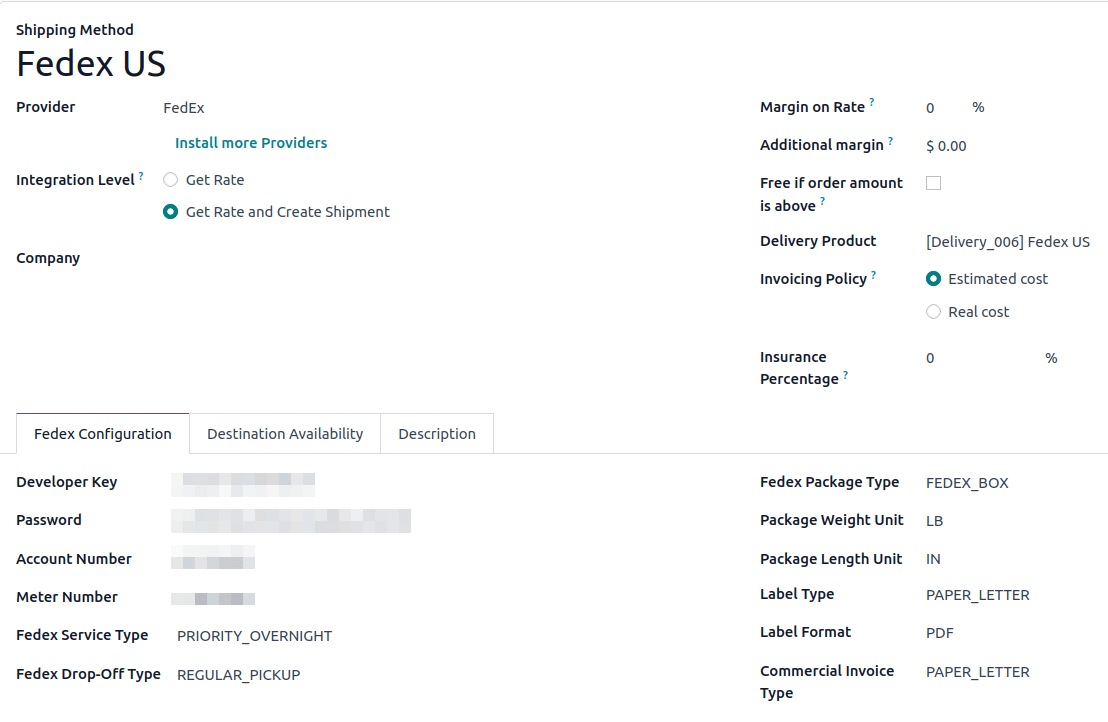 Shipping Method
Fedex US
Provider FedEx
Install more Providers
Integration Level ? Get Rate
Get Rate and Create Shipment
Company
Margin on Rate ? 0 %
Additional margin ? $ 0.00
Free if order amount
is above ?
Delivery Product [Delivery_006] Fedex US
Invoicing Policy ? Estimated cost
Real cost
Insurance 0 %
Percentage ?
Fedex Configuration Destination Availability Description
Developer Key
Password
Account Number
Meter Number
Fedex Service Type PRIORITY_OVERNIGHT
Fedex Drop-Off Type REGULAR_PICKUP
Fedex Package Type FEDEX_BOX
Package Weight Unit LB
Package Length Unit IN
Label Type PAPER_LETTER
Label Format PDF
Commercial Invoice PAPER_LETTER
Type